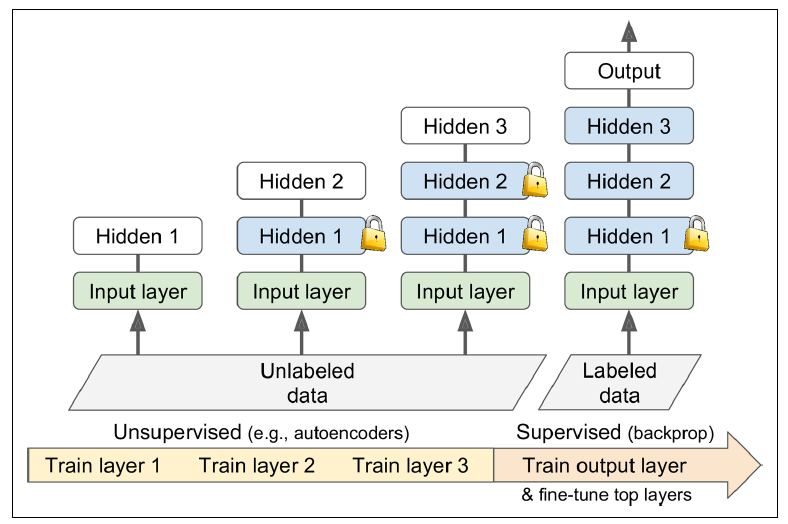 Output
Hidden 3
Hidden 3
Hidden 2
Hidden 2
Hidden 2
Hidden 1
Hidden 1
Hidden 1
Hidden 1
Input layer
Input layer
Input layer
Input layer
Unlabeled
data
Labeled
data
Unsupervised (e.g., autoencoders)
Supervised (backprop)
Train layer 1
Train layer 2
Train layer 3
Train output layer
& fine-tune top layers